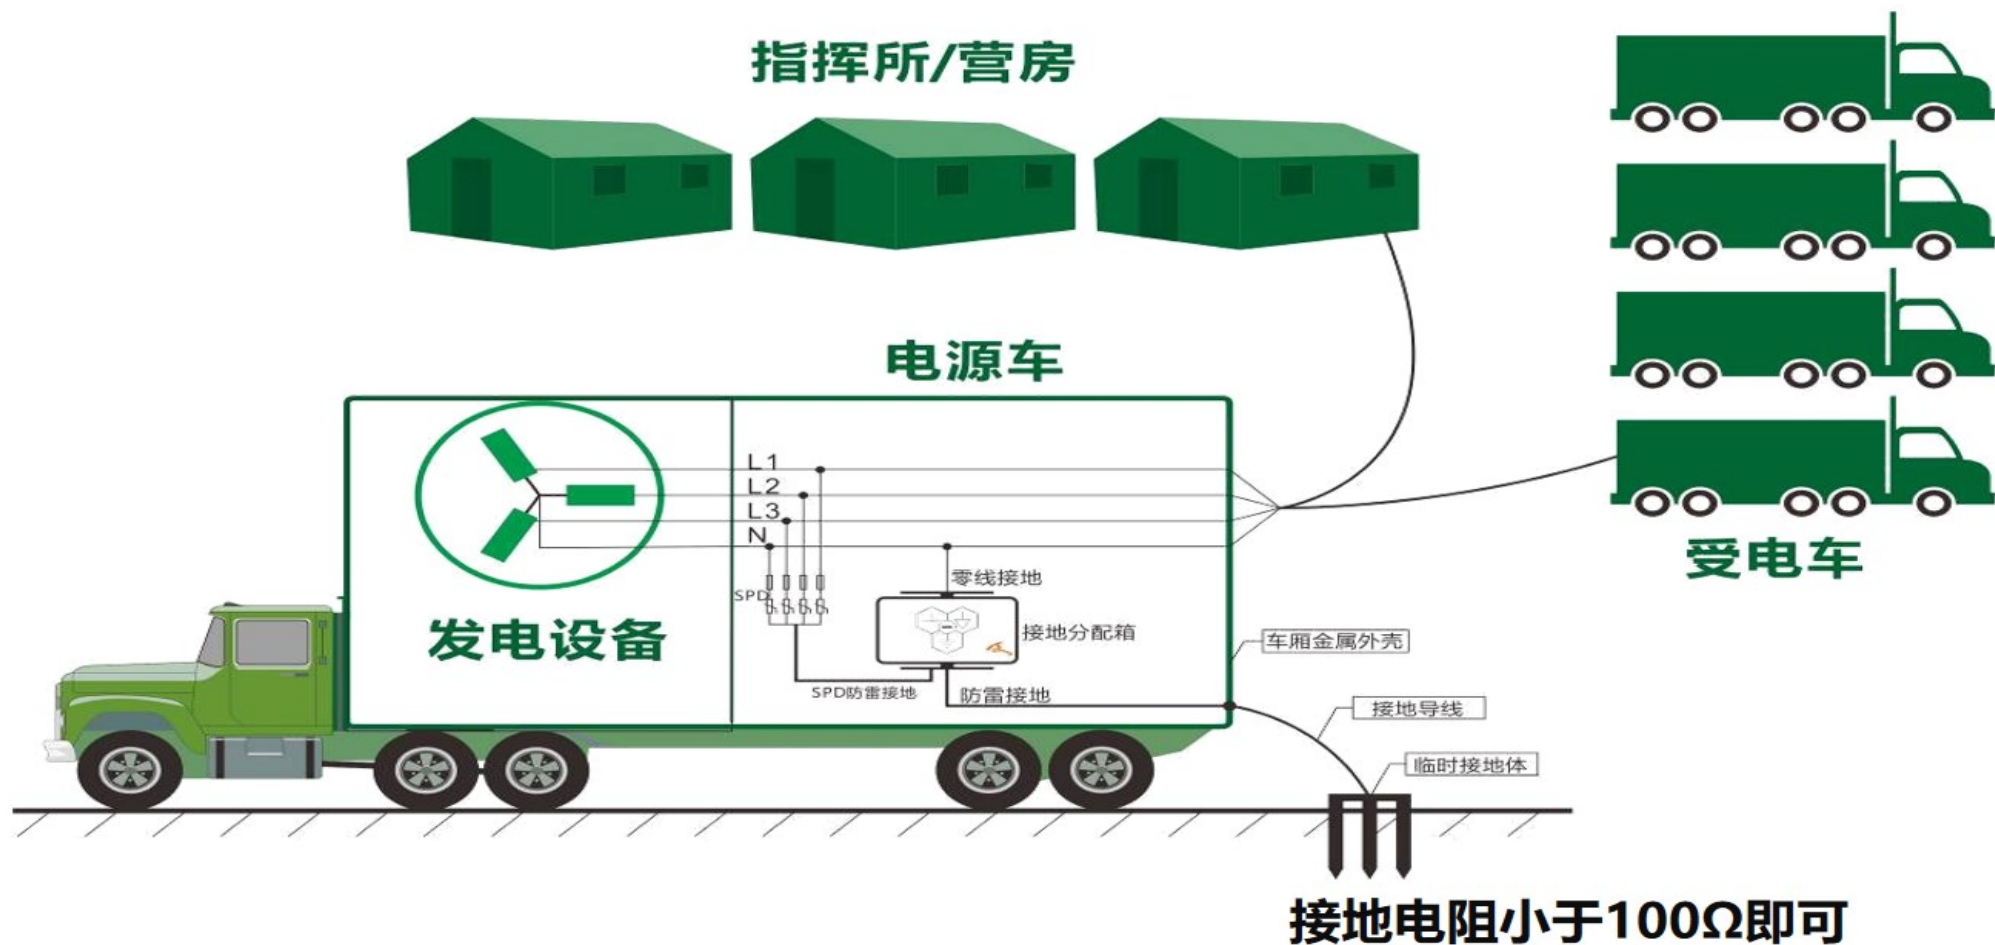 指挥所/营房
电源车
L1
L2
L3
N
零线接地
SPD
发电设备
接地分配箱
受电车
车厢金属外壳
SPD防雷接地
防雷接地
接地导线
临时接地体
接地电阻小于100Ω即可